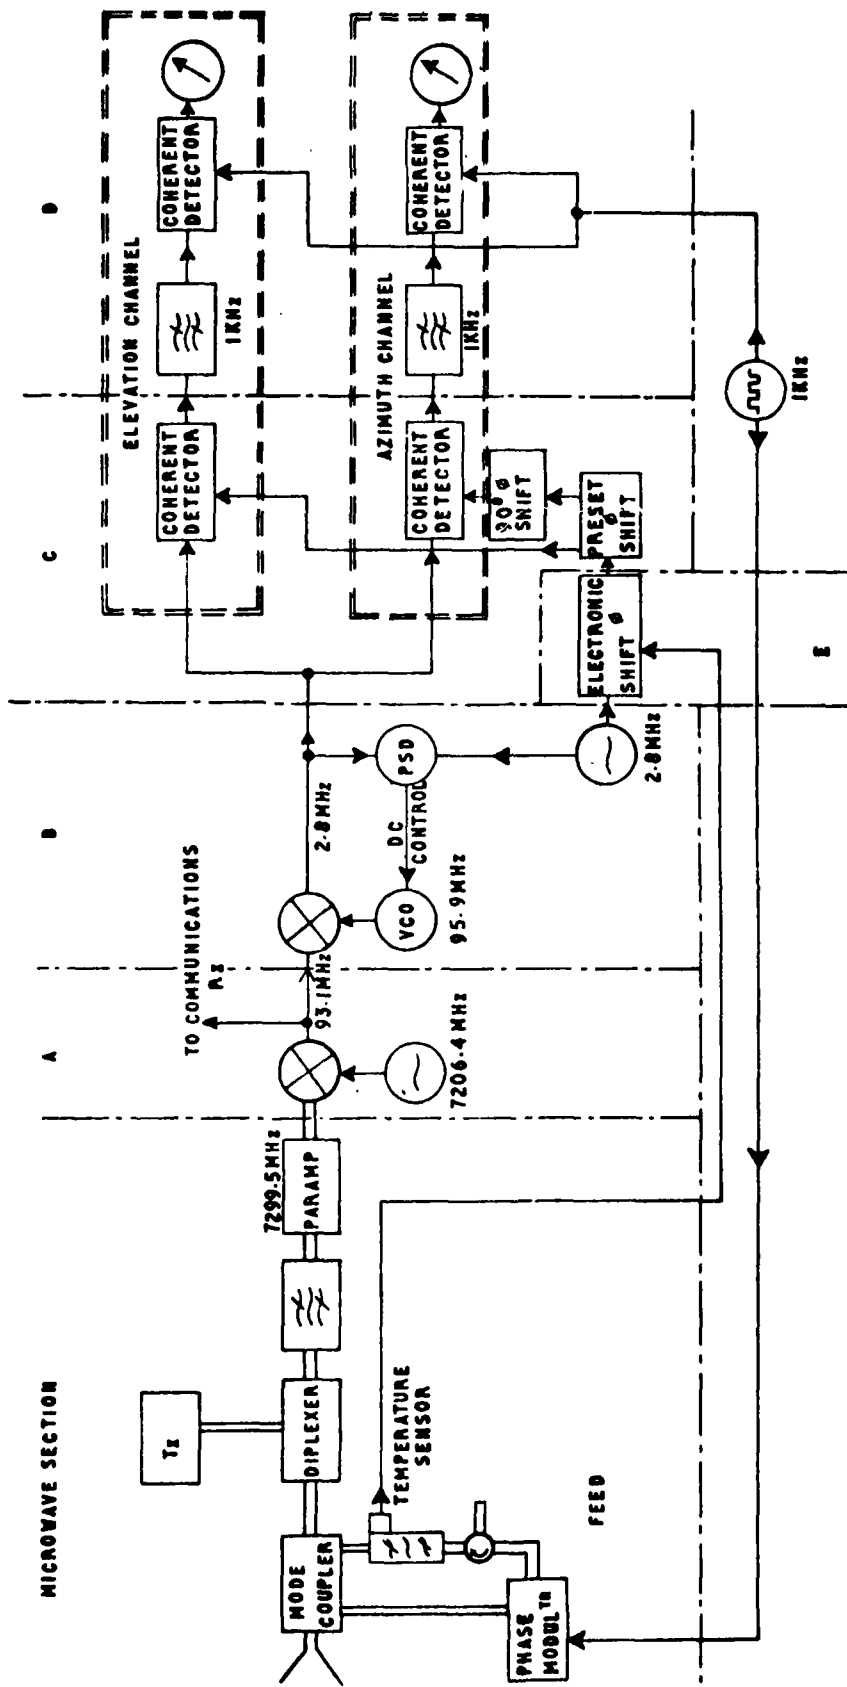 MICROWAVE SECTION
A
B
C
D
E
TO COMMUNICATIONS
Rx
ELEVATION CHANNEL
COHERENT
DETECTOR
1KHz
COHERENT
DETECTOR
AZIMUTH CHANNEL
COHERENT
DETECTOR
1KHz
COHERENT
DETECTOR
Tx
7299.5MHz
MODE
COUPLER
DIPLEXER
PARAMP
93.1MHz
2.8MHz
7206.4MHz
VCO
95.9MHz
DC
CONTROL
PSD
2.8MHz
ELECTRONIC
Ø
SHIFT
PRESET
Ø
SHIFT
90° Ø
SHIFT
TEMPERATURE
SENSOR
PHASE
MODULTR
FEED
1KHz